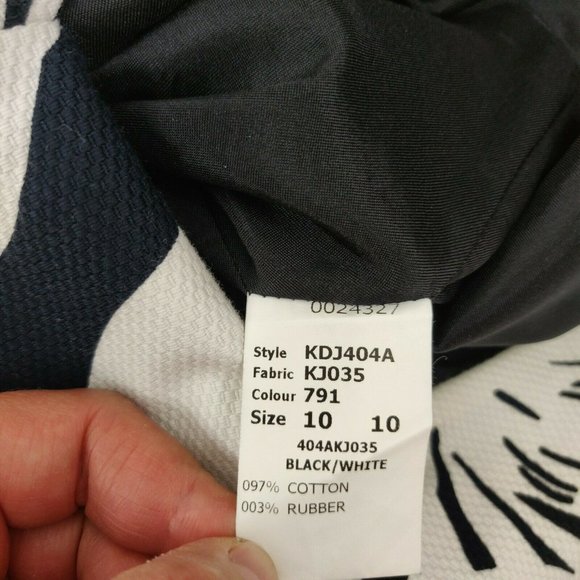 0024327
Style KDJ404A
Fabric KJ035
Colour 791
Size 10 10
404AKJ035
BLACK/WHITE
097% COTTON
003% RUBBER